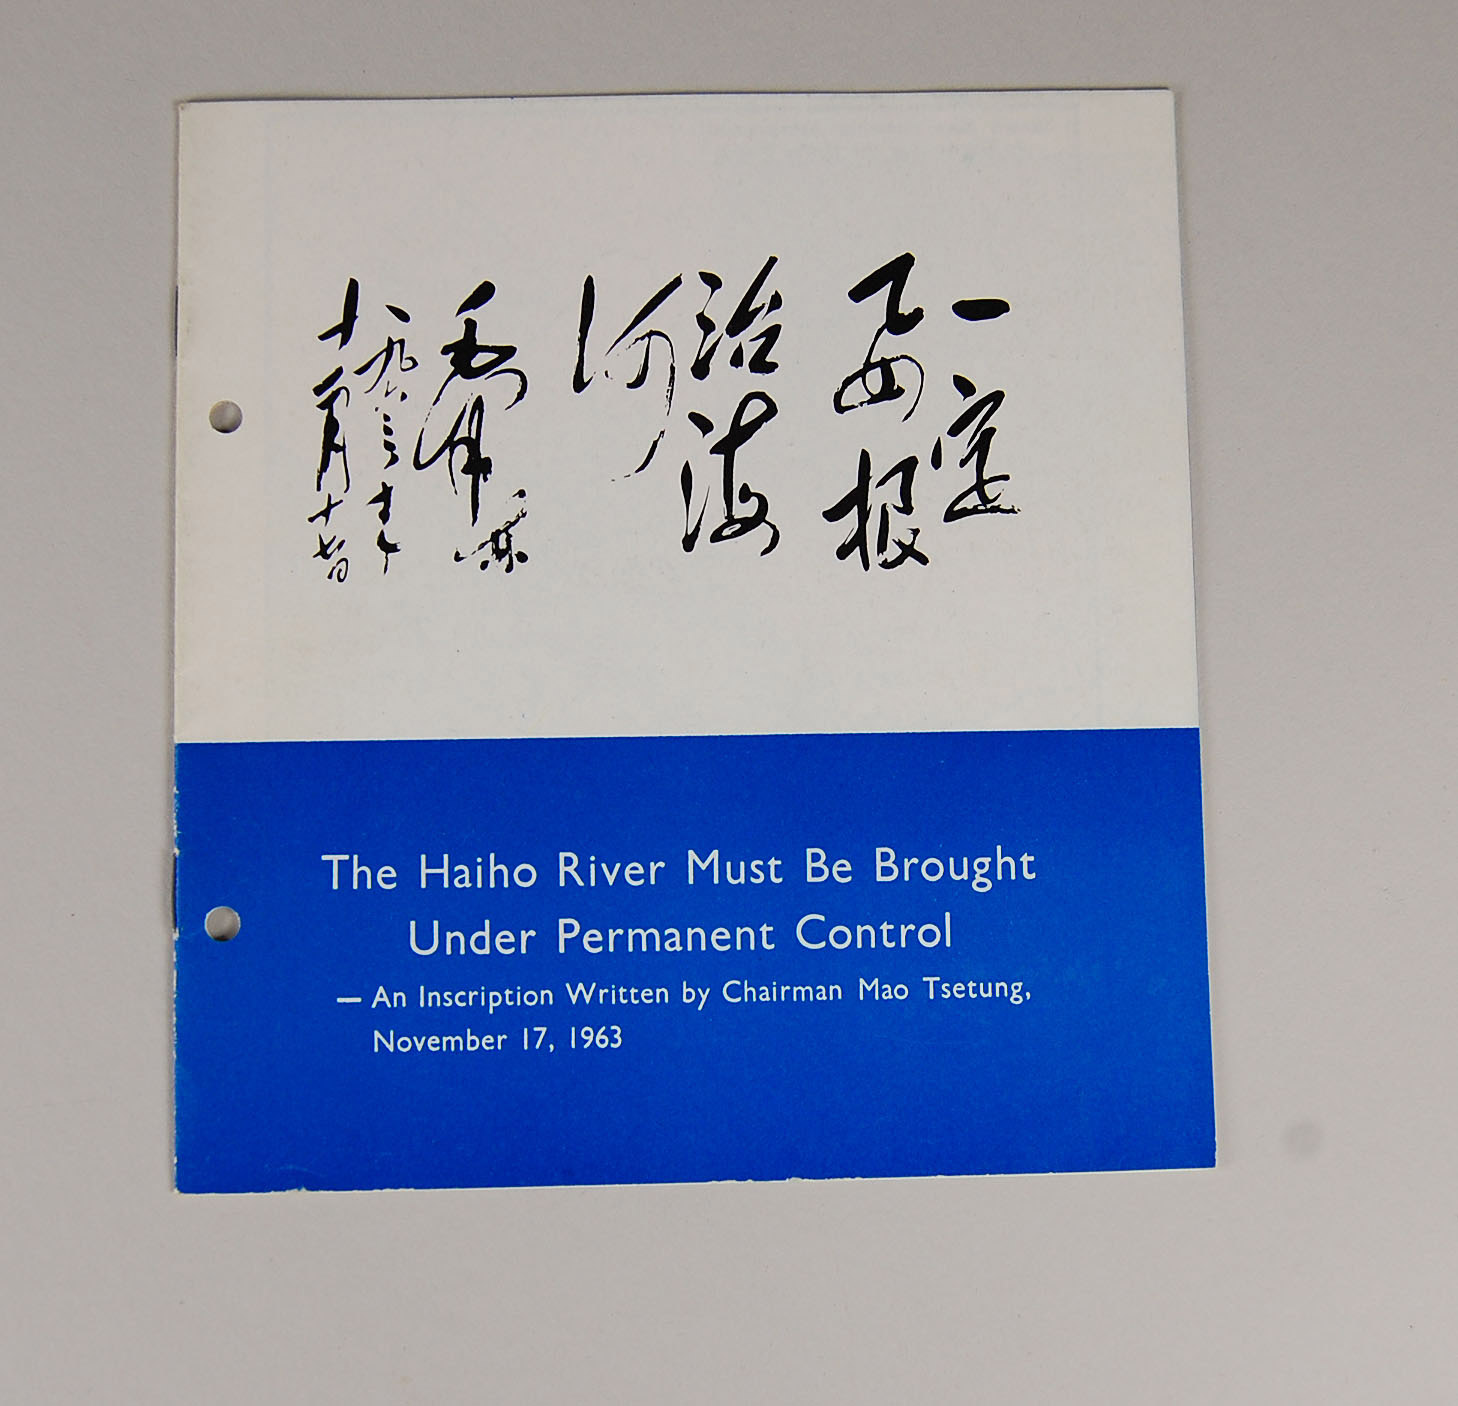 一定
要根
治海
河
毛泽东
一九六三年
十一月十七日
The Haiho River Must Be Brought
Under Permanent Control
— An Inscription Written by Chairman Mao Tsetung,
November 17, 1963